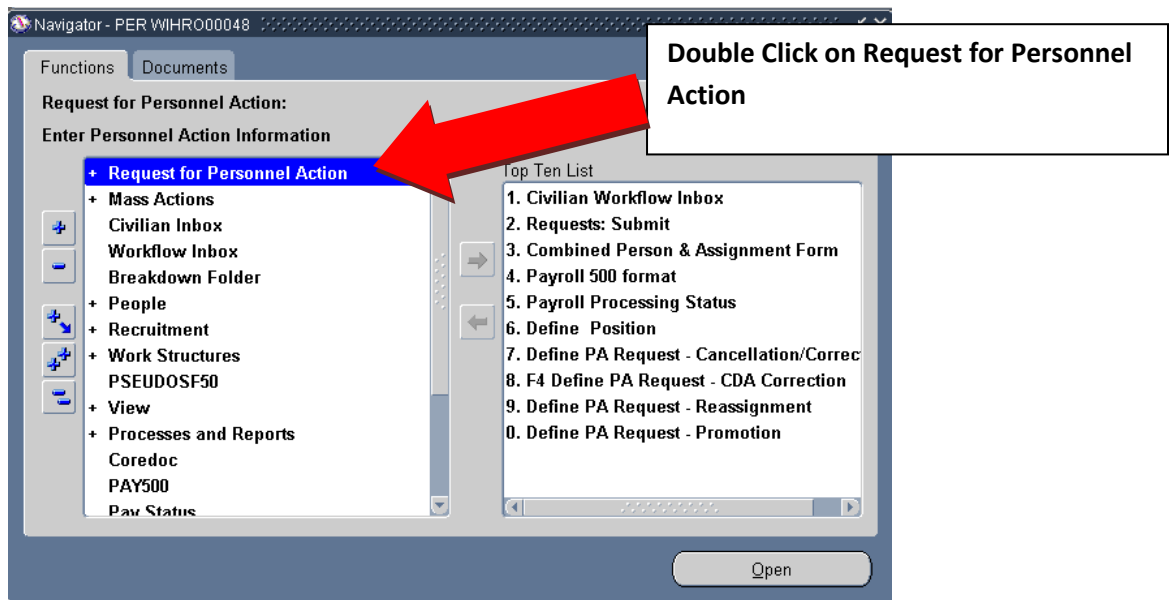 Navigator - PER WIHRO00048
Double Click on Request for Personnel
Action
Functions Documents
Request for Personnel Action:
Enter Personnel Action Information
+ Request for Personnel Action
+ Mass Actions
Civilian Inbox
Workflow Inbox
Breakdown Folder
+ People
+ Recruitment
+ Work Structures
PSEUDOSF50
+ View
+ Processes and Reports
Coredoc
PAY500
Pay Status
Top Ten List
1. Civilian Workflow Inbox
2. Requests: Submit
3. Combined Person & Assignment Form
4. Payroll 500 format
5. Payroll Processing Status
6. Define Position
7. Define PA Request - Cancellation/Correc
8. F4 Define PA Request - CDA Correction
9. Define PA Request - Reassignment
0. Define PA Request - Promotion
Open